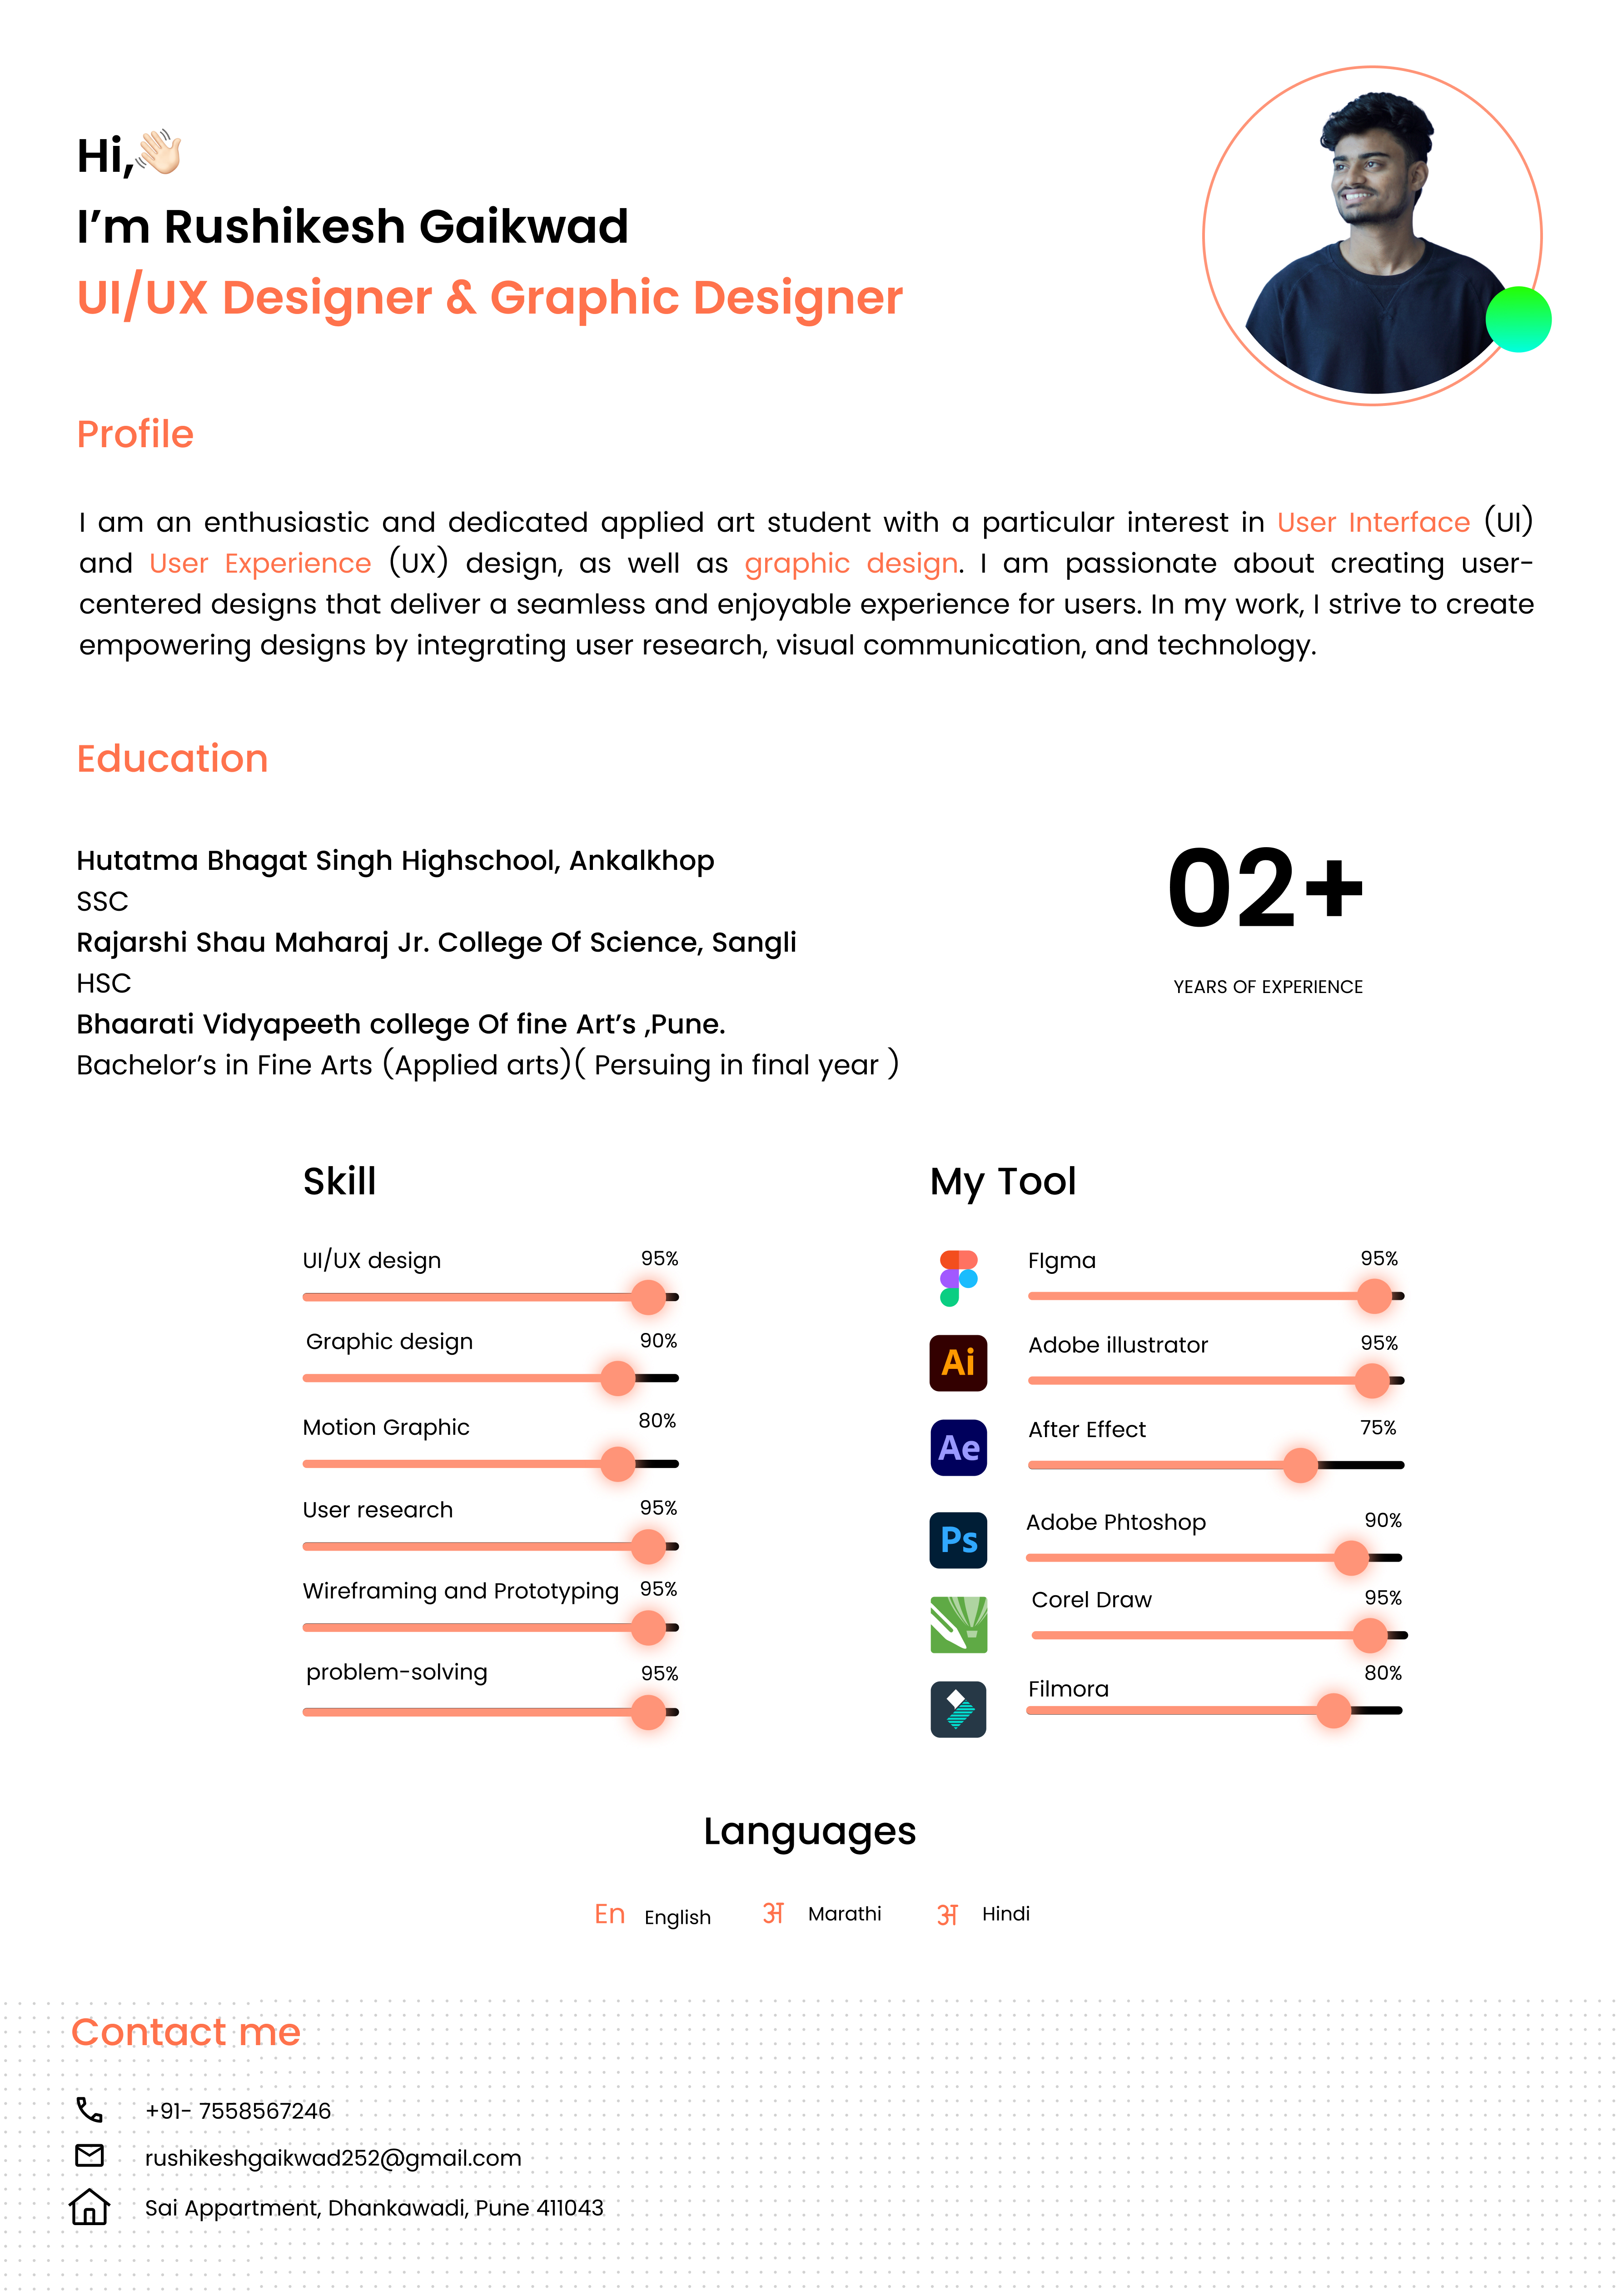 Hi,👋🏻
I’m Rushikesh Gaikwad
UI/UX Designer & Graphic Designer
Profile
I am an enthusiastic and dedicated applied art student with a particular interest in User Interface (UI)
and User Experience (UX) design, as well as graphic design. I am passionate about creating user-
centered designs that deliver a seamless and enjoyable experience for users. In my work, I strive to create
empowering designs by integrating user research, visual communication, and technology.
Education
Hutatma Bhagat Singh Highschool, Ankalkhop
SSC
Rajarshi Shau Maharaj Jr. College Of Science, Sangli
HSC
Bhaarati Vidyapeeth college Of fine Art’s ,Pune.
Bachelor’s in Fine Arts (Applied arts)( Persuing in final year )
02+
YEARS OF EXPERIENCE
Skill
UI/UX design 95%
Graphic design 90%
Motion Graphic 80%
User research 95%
Wireframing and Prototyping 95%
problem-solving 95%
My Tool
FIgma 95%
Ai Adobe illustrator 95%
Ae After Effect 75%
Ps Adobe Phtoshop 90%
Corel Draw 95%
Filmora 80%
Languages
En English अ Marathi अ Hindi
Contact me
+91- 7558567246
rushikeshgaikwad252@gmail.com
Sai Appartment, Dhankawadi, Pune 411043